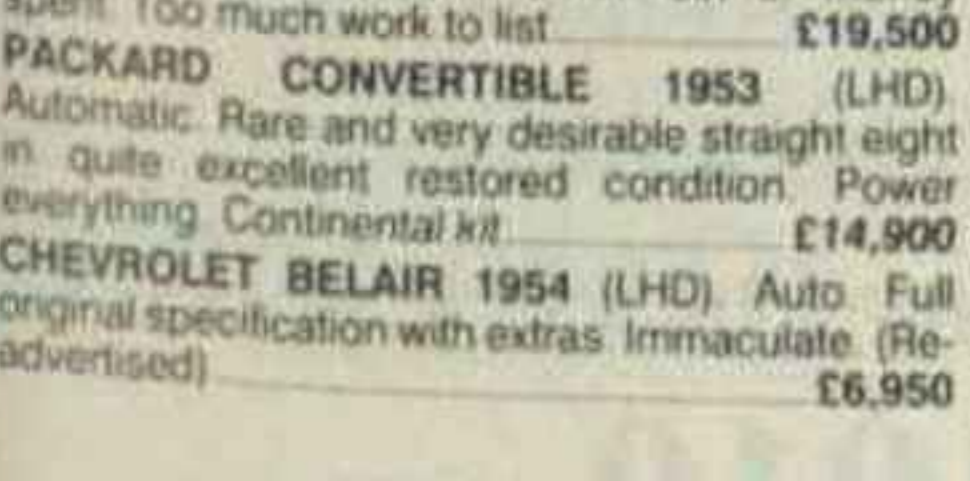 spent. Too much work to list £19,500
PACKARD CONVERTIBLE 1953 (LHD).
Automatic. Rare and very desirable straight eight
in quite excellent restored condition. Power
everything. Continental kit £14,900
CHEVROLET BELAIR 1954 (LHD). Auto. Full
original specification with extras. Immaculate. (Re-
advertised) £6,950